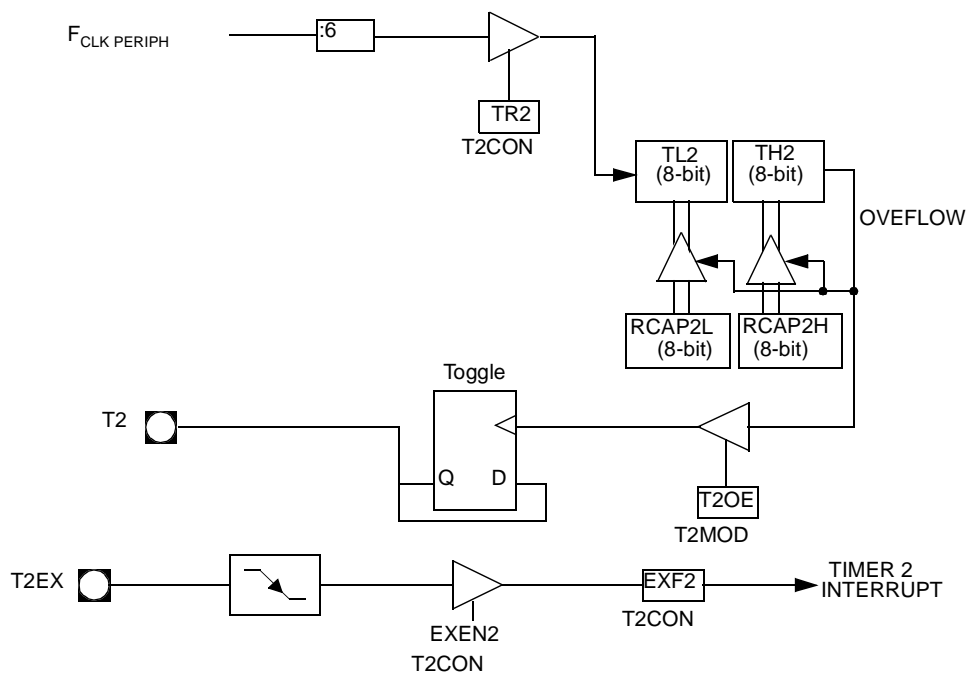 FCLK PERIPH
:6
TR2
T2CON
TL2
(8-bit)
TH2
(8-bit)
OVEFLOW
RCAP2L
(8-bit)
RCAP2H
(8-bit)
Toggle
T2
Q D
T2OE
T2MOD
T2EX
EXEN2
T2CON
EXF2
T2CON
TIMER 2
INTERRUPT